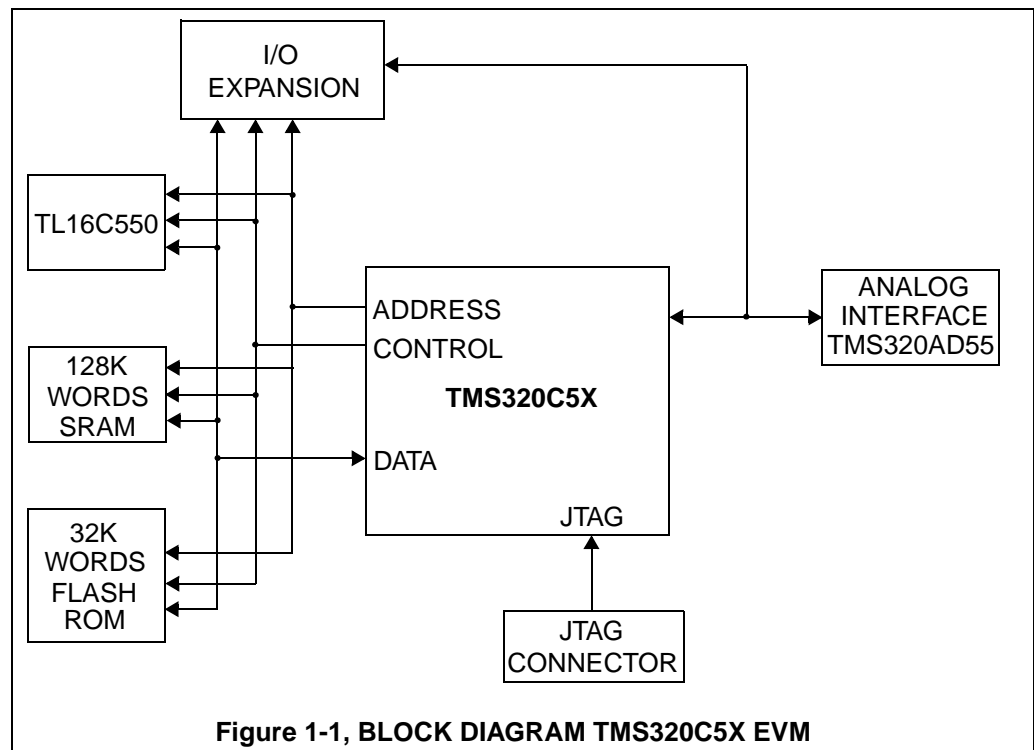 I/O
EXPANSION
TL16C550
ADDRESS
CONTROL
TMS320C5X
DATA
JTAG
ANALOG
INTERFACE
TMS320AD55
128K
WORDS
SRAM
32K
WORDS
FLASH
ROM
JTAG
CONNECTOR
Figure 1-1, BLOCK DIAGRAM TMS320C5X EVM